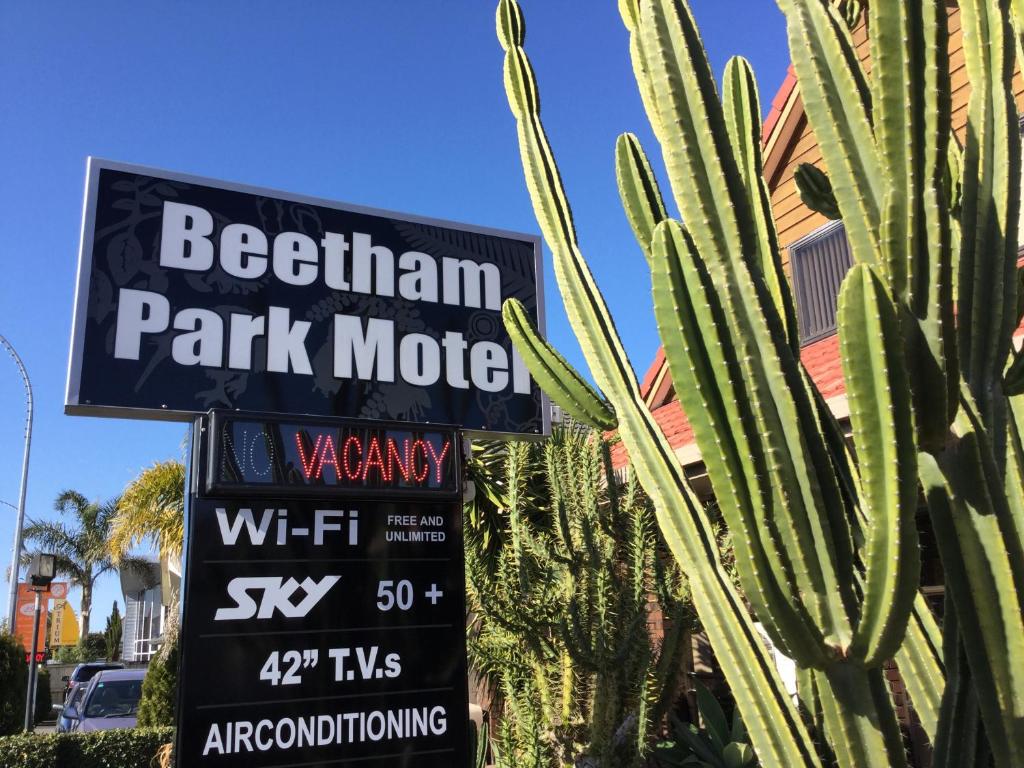 Beetham
Park Motel
NO VACANCY
Wi-Fi FREE AND
UNLIMITED
SKY 50 +
42" T.V.s
AIRCONDITIONING